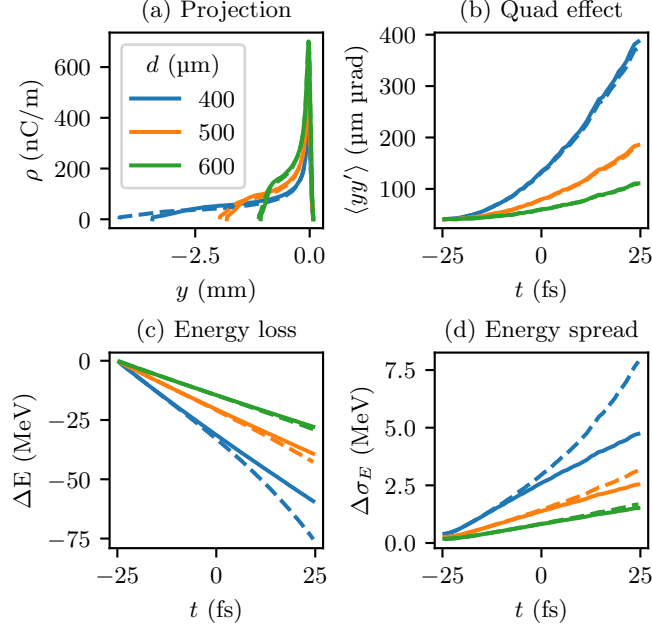 (a) Projection
600
400
200
0
ρ (nC/m)
d (µm)
400
500
600
−2.5
0.0
y (mm)
(b) Quad effect
400
300
200
100
⟨yy′⟩ (µm µrad)
−25
0
25
t (fs)
(c) Energy loss
0
−25
−50
−75
ΔE (MeV)
−25
0
25
t (fs)
(d) Energy spread
7.5
5.0
2.5
0.0
Δσ_E (MeV)
−25
0
25
t (fs)